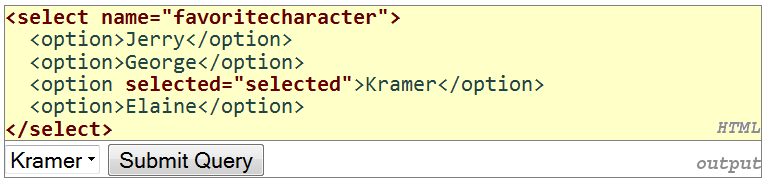 <select name="favoritecharacter">
  <option>Jerry</option>
  <option>George</option>
  <option selected="selected">Kramer</option>
  <option>Elaine</option>
</select>
HTML
Kramer Submit Query
output